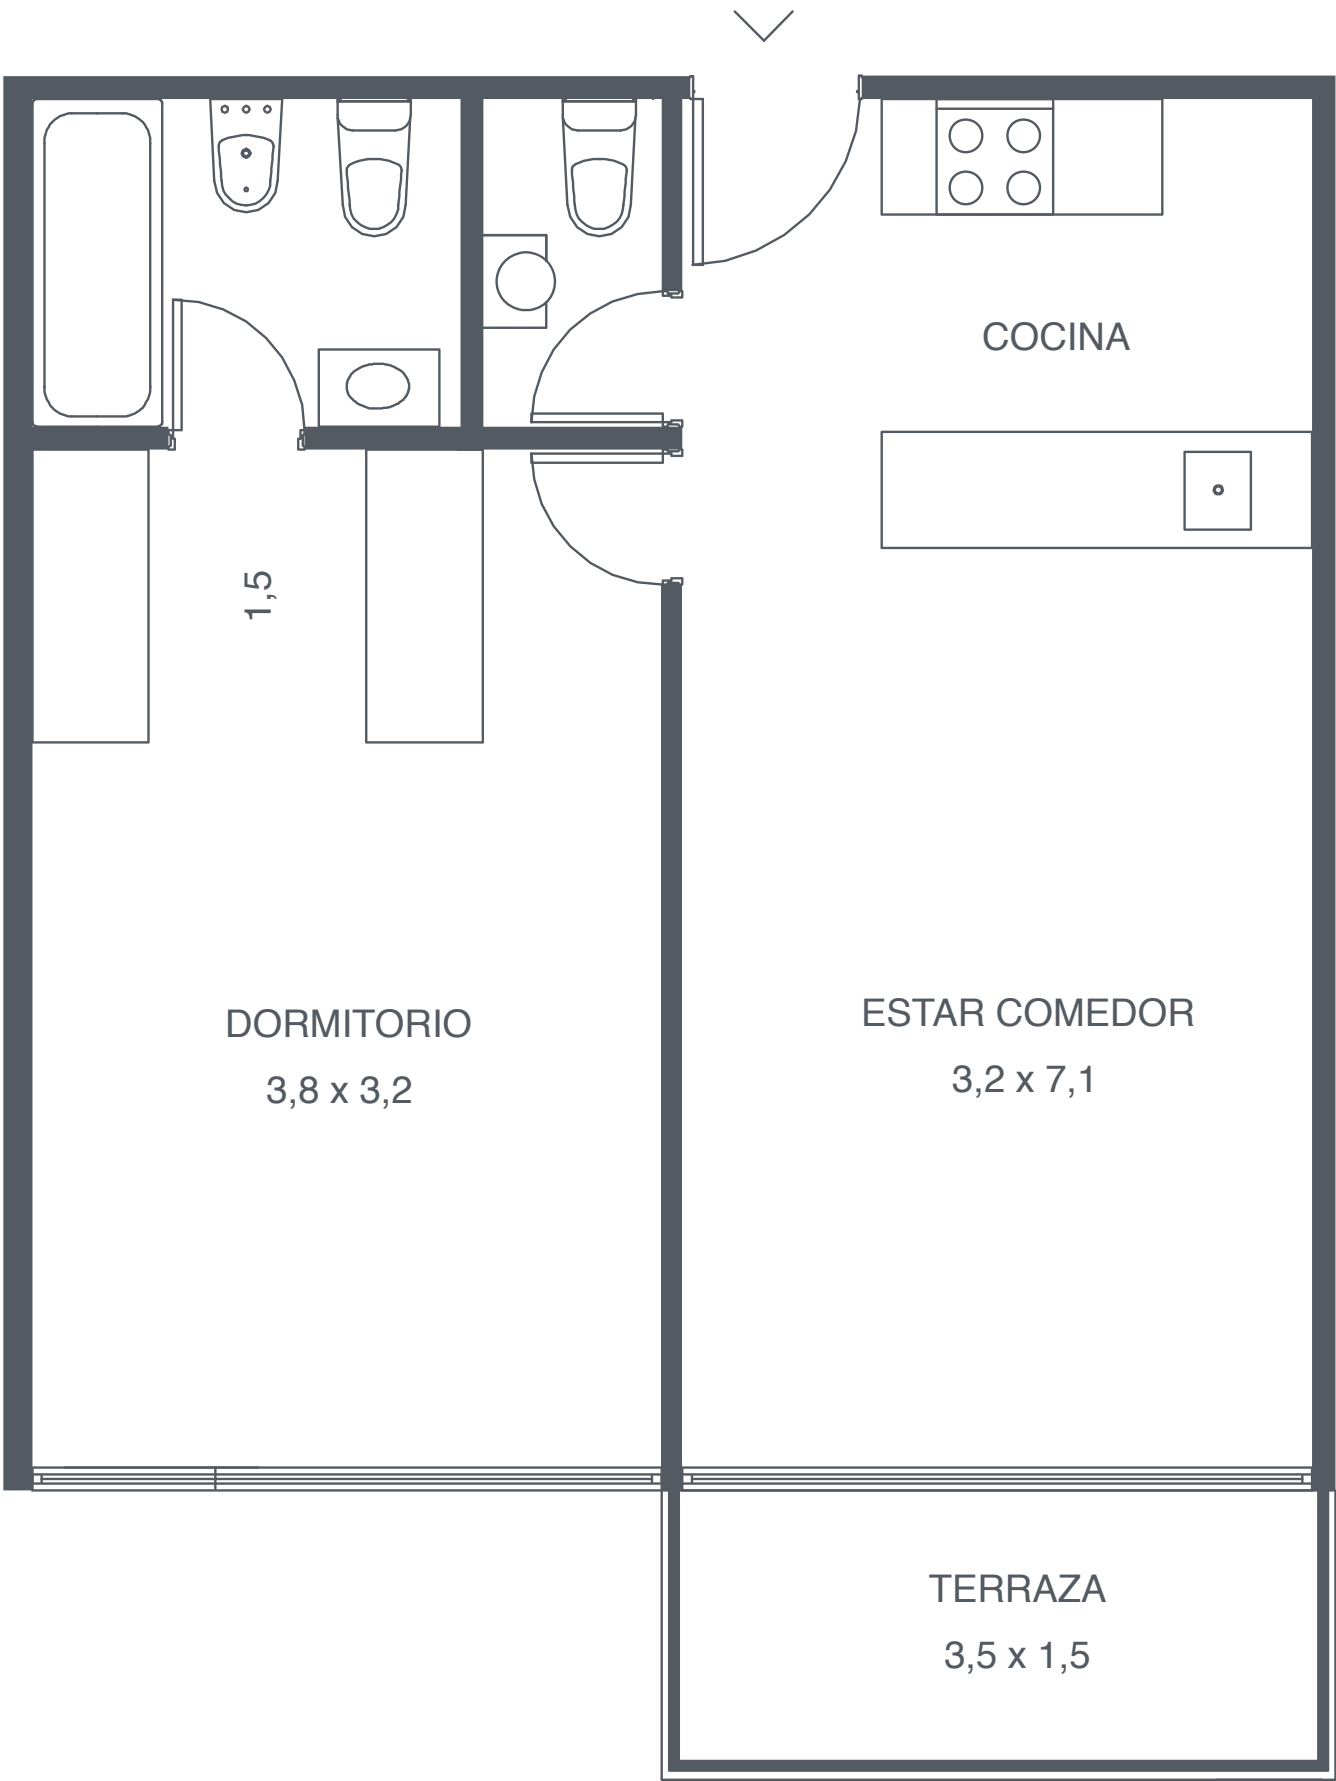 COCINA
1,5
DORMITORIO
3,8 x 3,2
ESTAR COMEDOR
3,2 x 7,1
TERRAZA
3,5 x 1,5